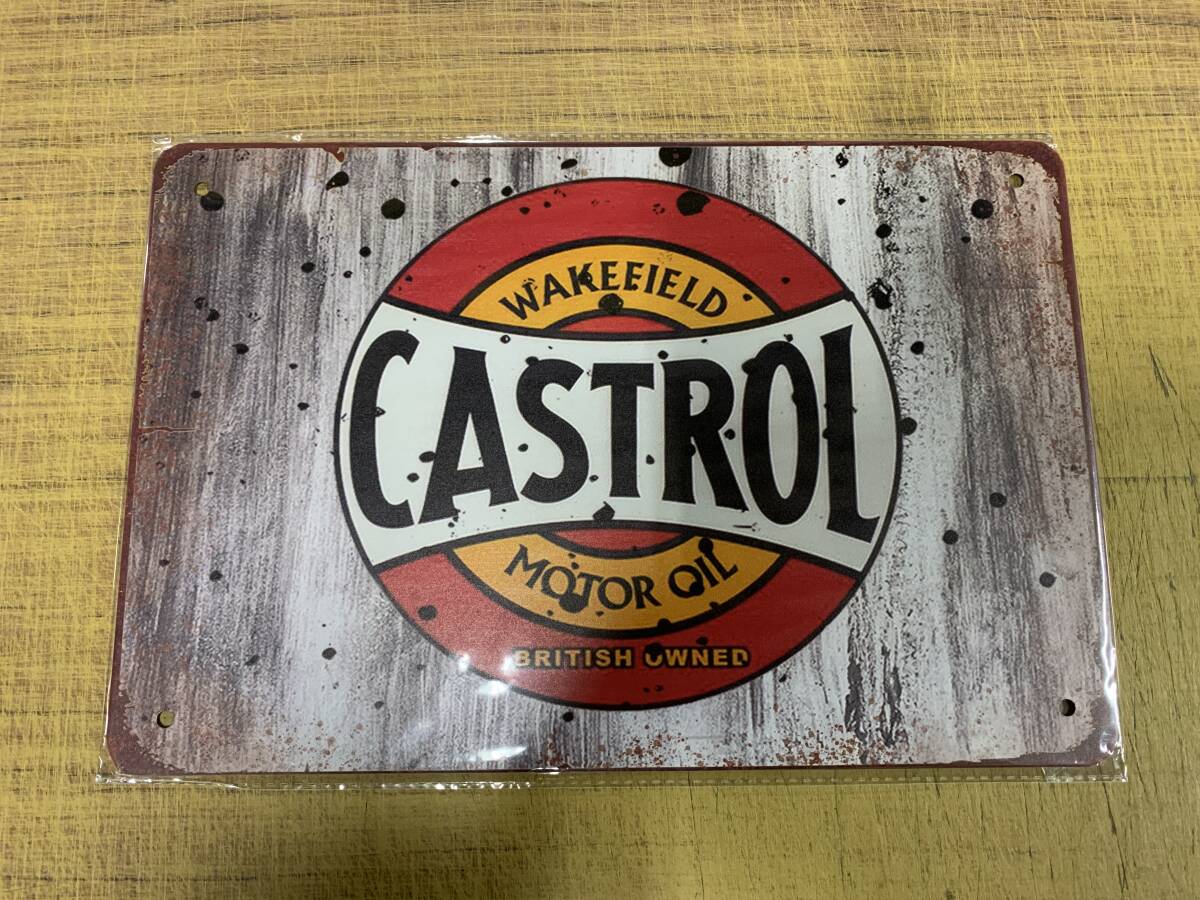 WAKEFIELD
CASTROL
MOTOR OIL
BRITISH OWNED